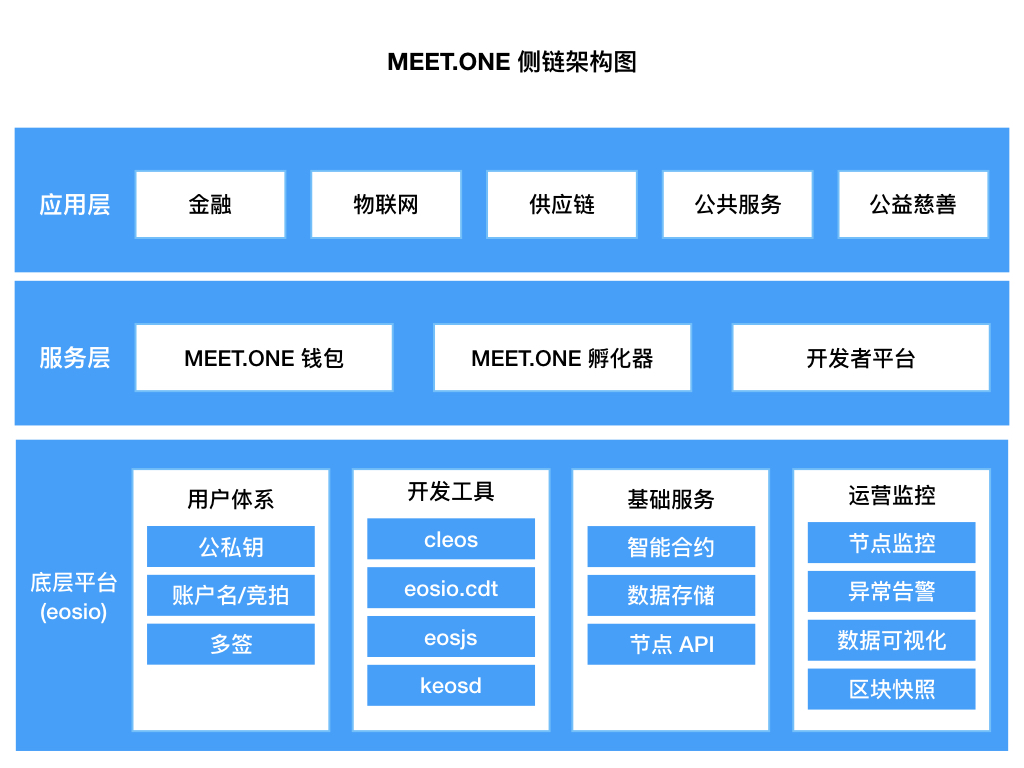 MEET.ONE 侧链架构图
应用层
金融
物联网
供应链
公共服务
公益慈善
服务层
MEET.ONE 钱包
MEET.ONE 孵化器
开发者平台
底层平台
(eosio)
用户体系
公私钥
账户名/竞拍
多签
开发工具
cleos
eosio.cdt
eosjs
keosd
基础服务
智能合约
数据存储
节点 API
运营监控
节点监控
异常告警
数据可视化
区块快照